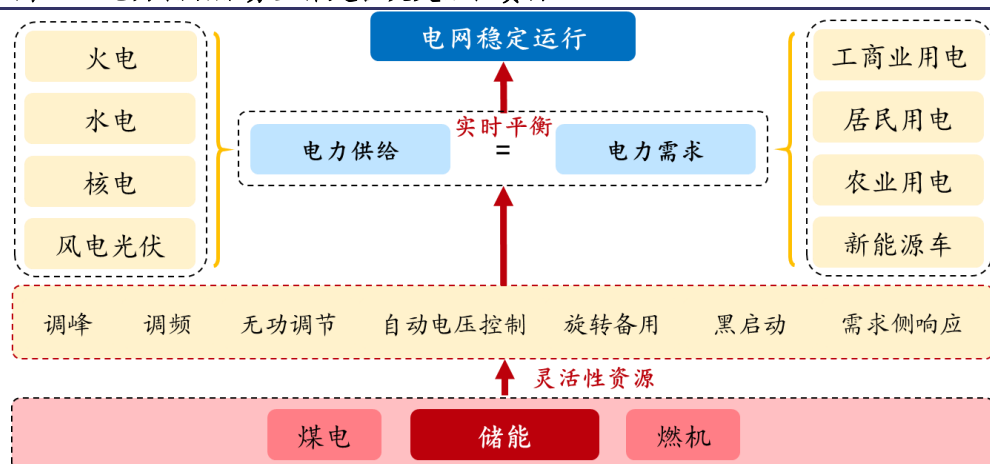 电网稳定运行
火电
水电
核电
风电光伏
电力供给
实时平衡
=
电力需求
工商业用电
居民用电
农业用电
新能源车
调峰 调频 无功调节 自动电压控制 旋转备用 黑启动 需求侧响应
灵活性资源
煤电 储能 燃机